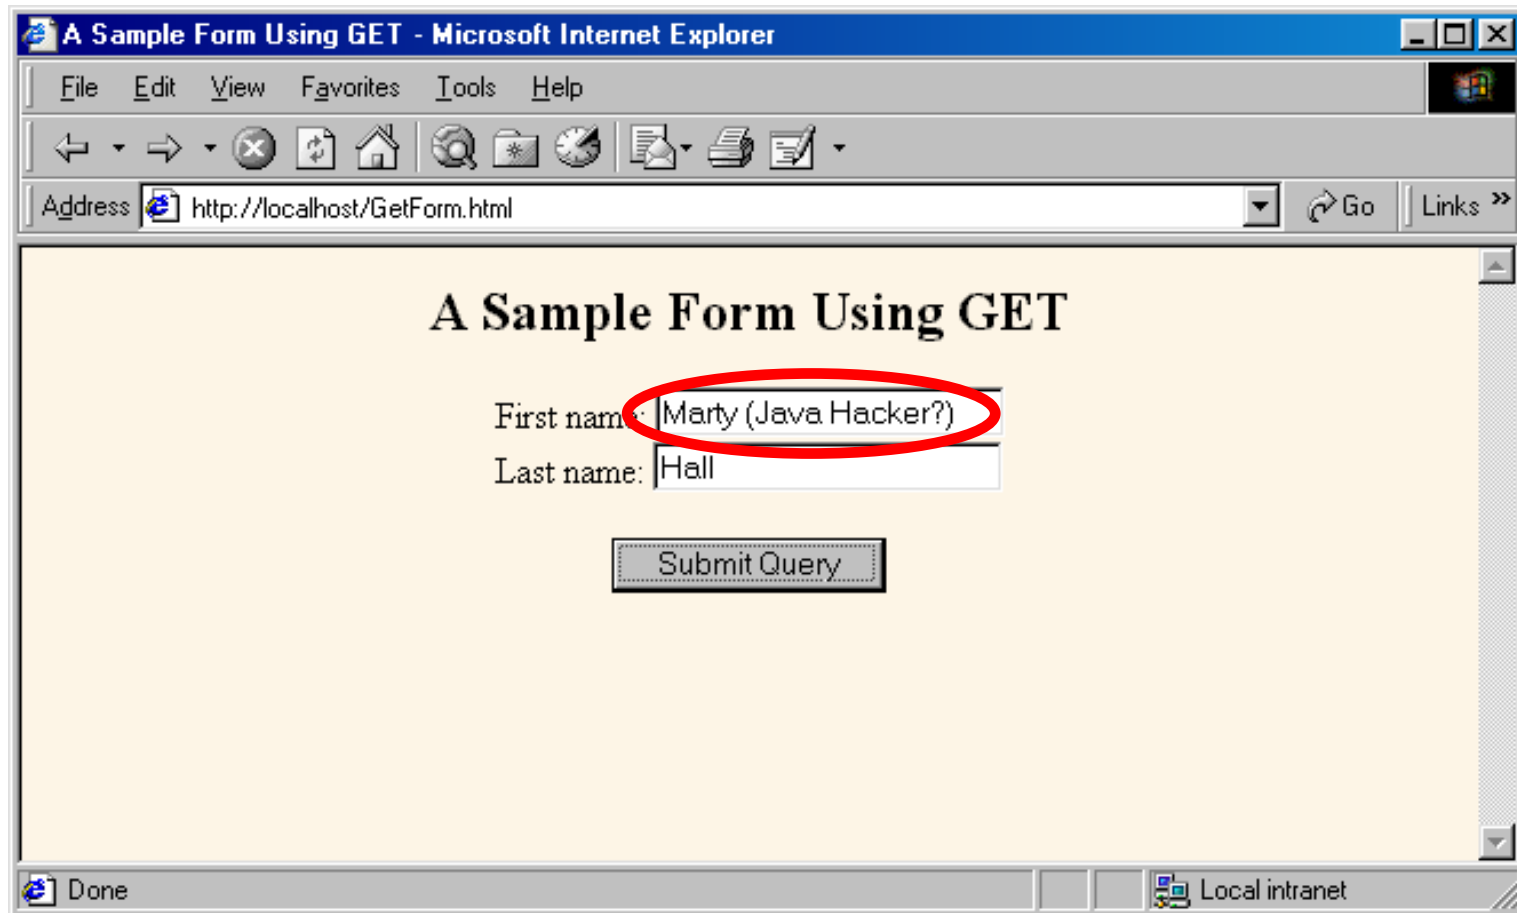 A Sample Form Using GET - Microsoft Internet Explorer
File Edit View Favorites Tools Help
Address http://localhost/GetForm.html Go Links »
A Sample Form Using GET
First name: Marty (Java Hacker?)
Last name: Hall
Submit Query
Done Local intranet